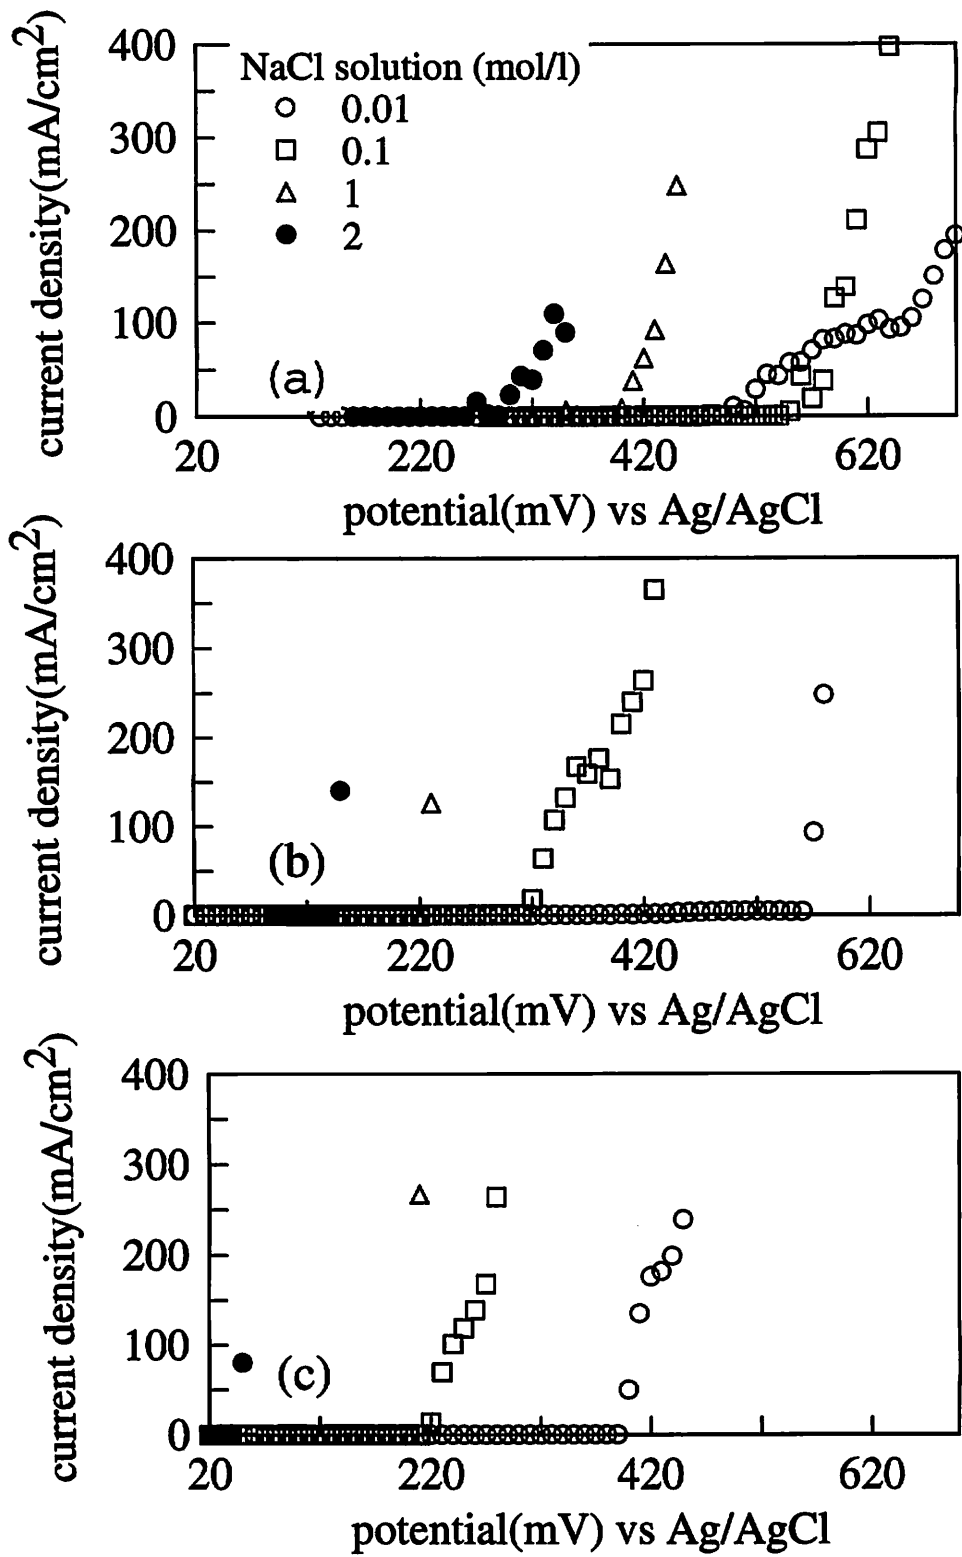 current density(mA/cm²)
400
300
200
100
0
NaCl solution (mol/l)
0.01
0.1
1
2
(a)
20 220 420 620
potential(mV) vs Ag/AgCl
current density(mA/cm²)
400
300
200
100
0
(b)
20 220 420 620
potential(mV) vs Ag/AgCl
current density(mA/cm²)
400
300
200
100
0
(c)
20 220 420 620
potential(mV) vs Ag/AgCl